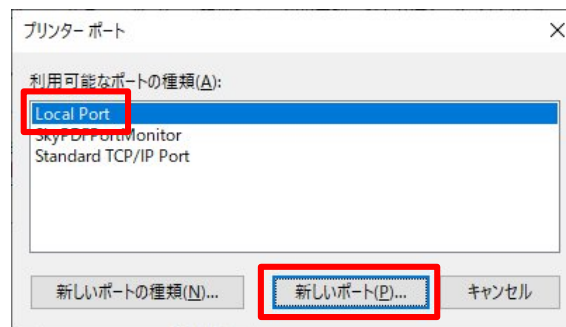 プリンター ポート
利用可能なポートの種類(A):
Local Port
SkyPDFPortMonitor
Standard TCP/IP Port
新しいポートの種類(N)... 新しいポート(P)... キャンセル